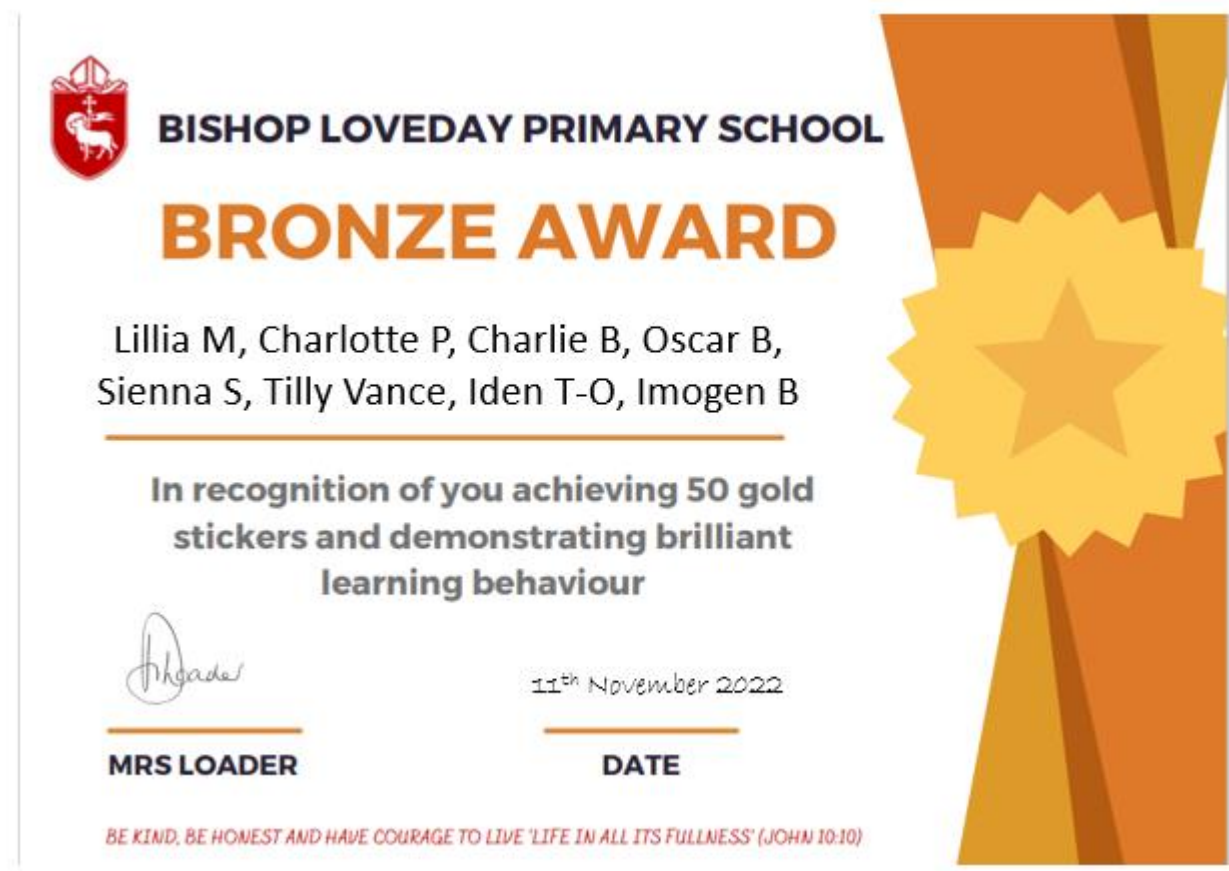 BISHOP LOVEDAY PRIMARY SCHOOL
BRONZE AWARD
Lillia M, Charlotte P, Charlie B, Oscar B,
Sienna S, Tilly Vance, Iden T-O, Imogen B
In recognition of you achieving 50 gold
stickers and demonstrating brilliant
learning behaviour
11th November 2022
MRS LOADER
DATE
BE KIND, BE HONEST AND HAVE COURAGE TO LIVE 'LIFE IN ALL ITS FULLNESS' (JOHN 10:10)